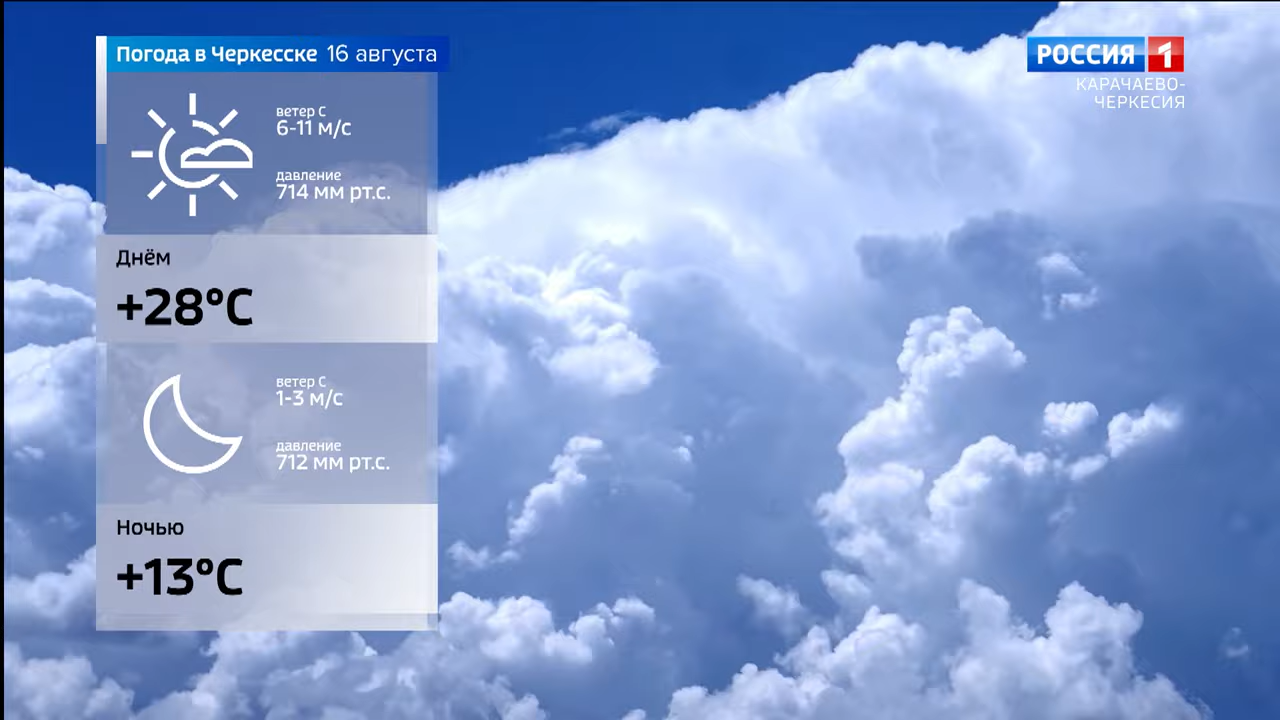 Погода в Черкесске 16 августа
РОССИЯ 1
КАРАЧАЕВО-
ЧЕРКЕСИЯ
ветер С
6-11 м/с
давление
714 мм рт.с.
Днём
+28°C
ветер С
1-3 м/с
давление
712 мм рт.с.
Ночью
+13°C